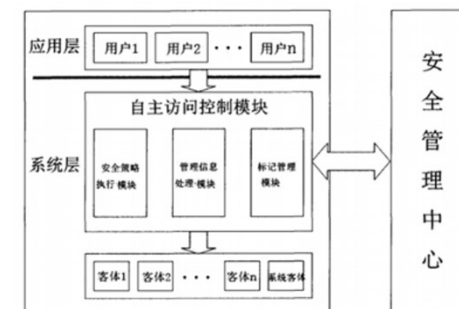 应用层
用户1 用户2 · · · 用户n
自主访问控制模块
系统层
安全策略
执行模块
管理信息
处理模块
标记管理
模块
客体1 客体2 · · · 客体n 系统客体
安全管理中心